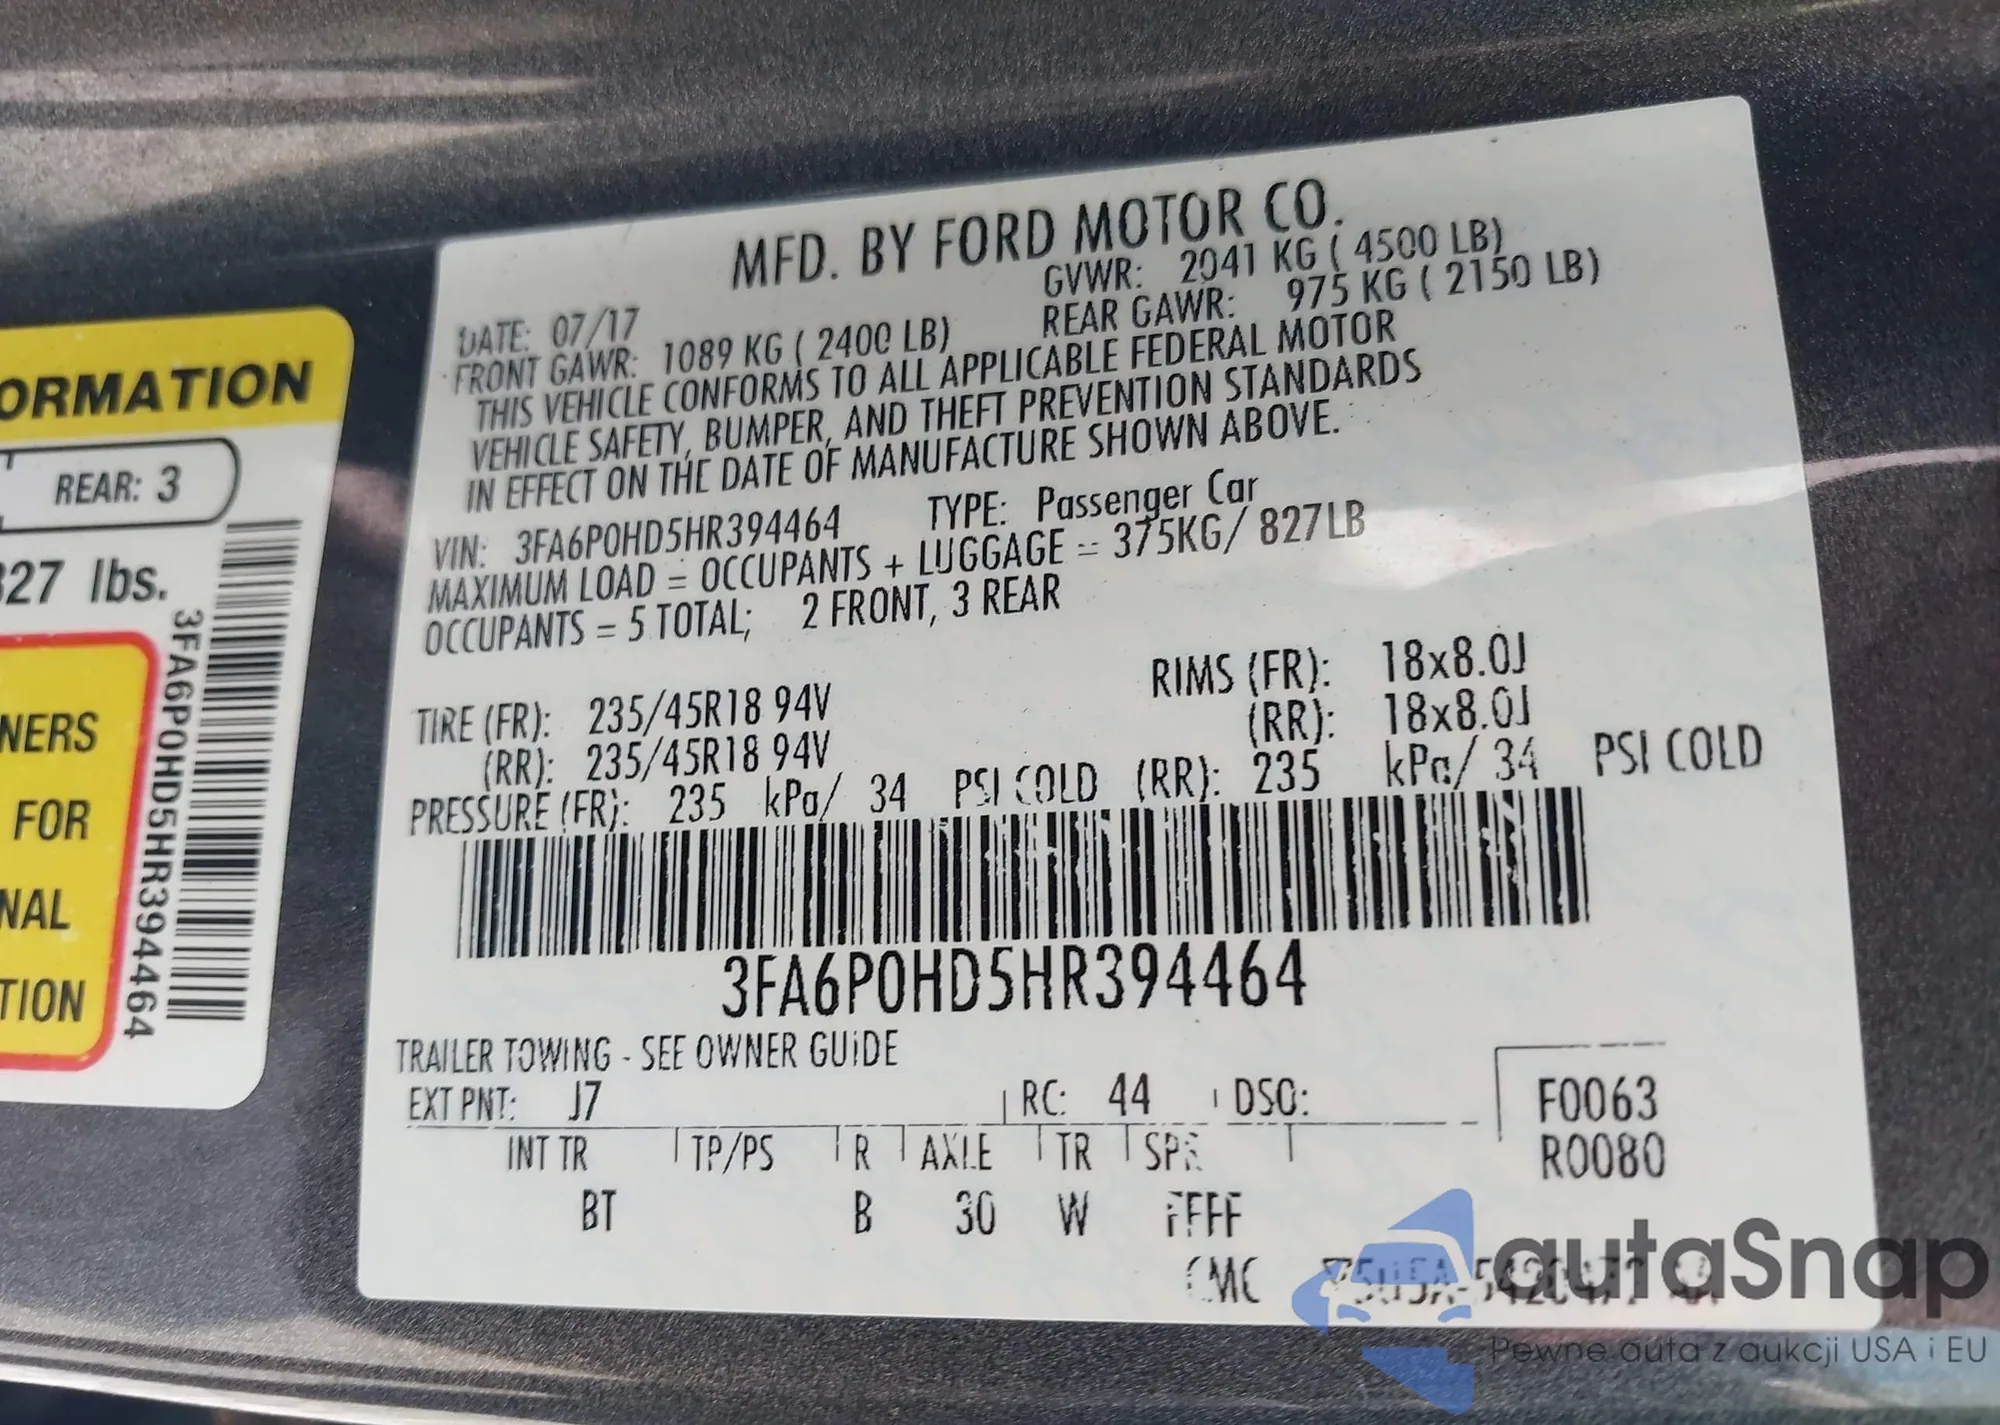 ORMATION
REAR: 3
27 lbs.
NERS
FOR
NAL
TION
3FA6P0HD5HR394464
MFD. BY FORD MOTOR CO.
DATE: 07/17 GVWR: 2041 KG ( 4500 LB)
FRONT GAWR: 1089 KG ( 2400 LB) REAR GAWR: 975 KG ( 2150 LB)
THIS VEHICLE CONFORMS TO ALL APPLICABLE FEDERAL MOTOR
VEHICLE SAFETY, BUMPER, AND THEFT PREVENTION STANDARDS
IN EFFECT ON THE DATE OF MANUFACTURE SHOWN ABOVE.
VIN: 3FA6P0HD5HR394464 TYPE: Passenger Car
MAXIMUM LOAD = OCCUPANTS + LUGGAGE = 375KG/ 827LB
OCCUPANTS = 5 TOTAL; 2 FRONT, 3 REAR
TIRE (FR): 235/45R18 94V RIMS (FR): 18x8.0J
(RR): 235/45R18 94V (RR): 18x8.0J
PRESSURE (FR): 235 kPa/ 34 PSI COLD (RR): 235 kPa/ 34 PSI COLD
3FA6P0HD5HR394464
TRAILER TOWING - SEE OWNER GUiDE
EXT PNT: J7 RC: 44 DSO: F0063
INT TR TP/PS R AXLE TR SPR R0080
BT B 30 W FFFF
CMC
autaSnap
Pewne auta z aukcji USA i EU